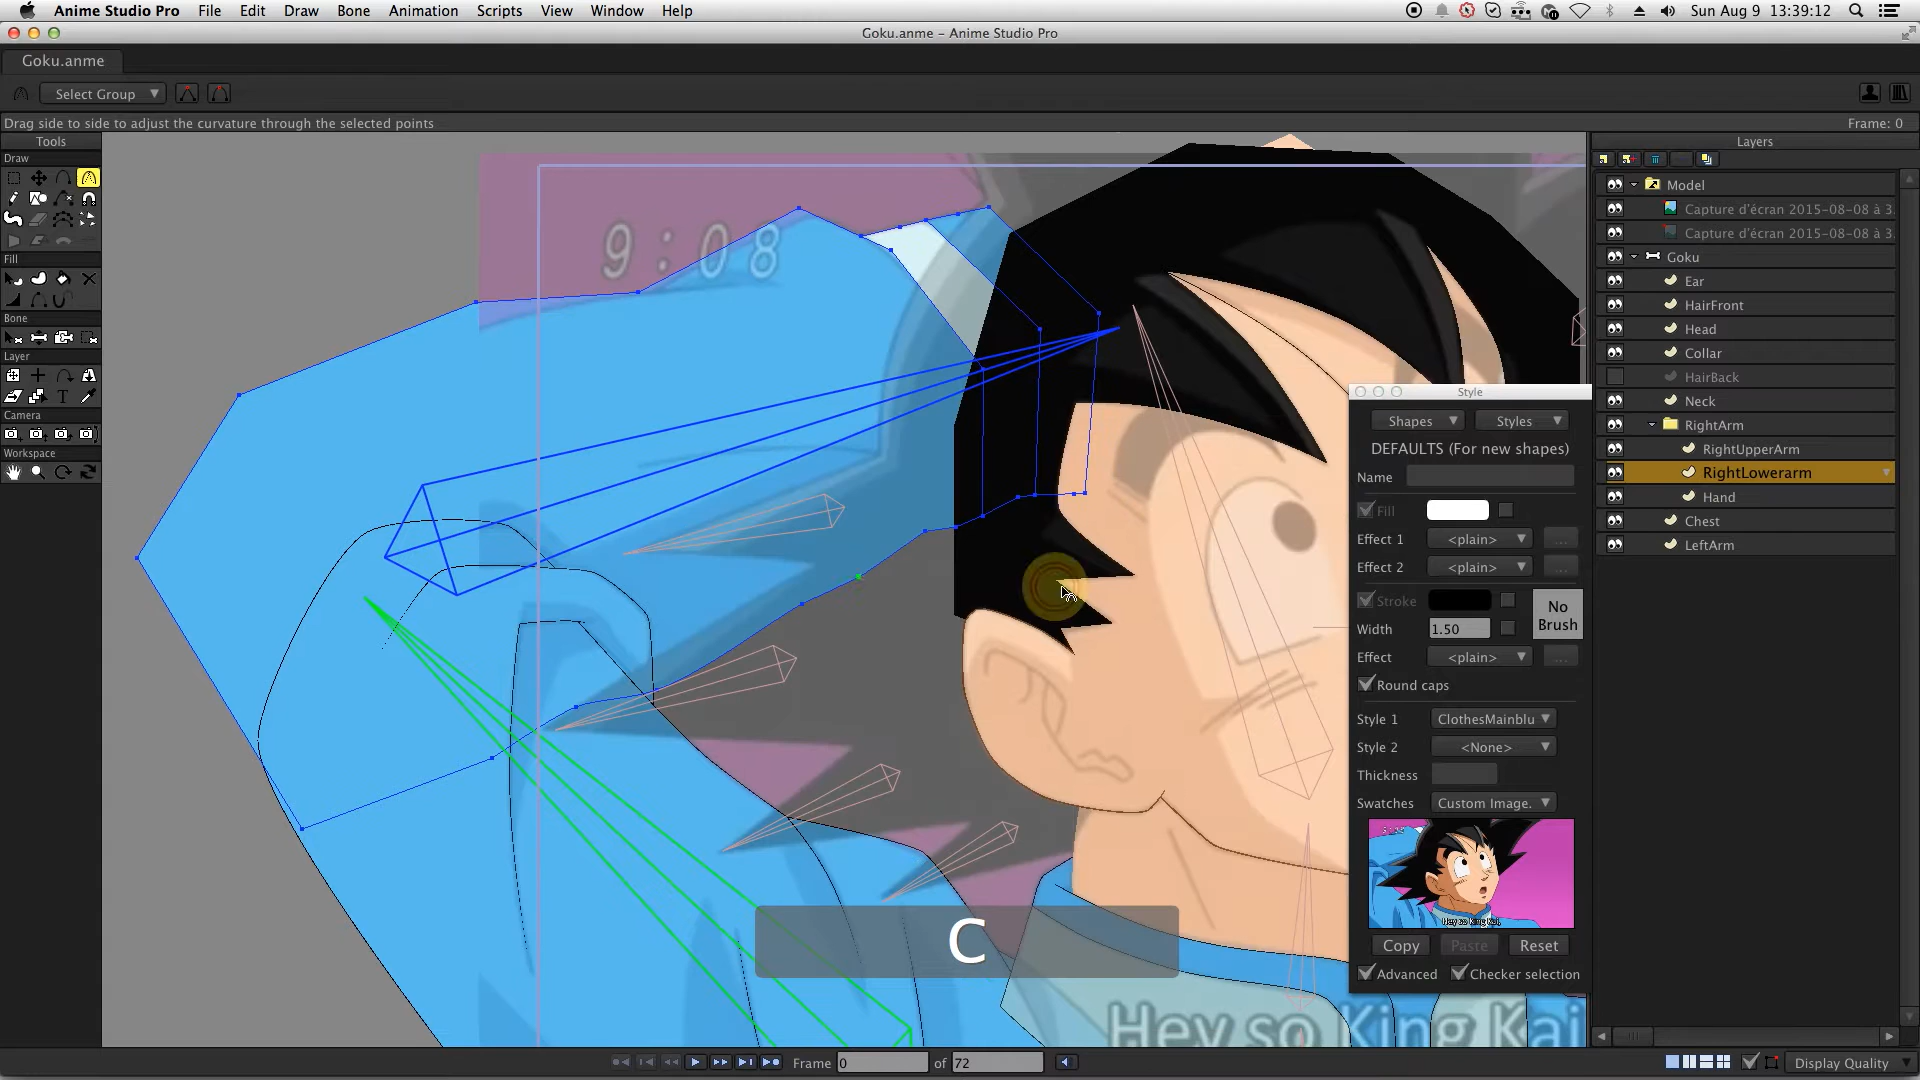 Anime Studio Pro File Edit Draw Bone Animation Scripts View Window Help Sun Aug 9 13:39:12
Goku.anme – Anime Studio Pro
Goku.anme
Select Group
Drag side to side to adjust the curvature through the selected points
Frame: 0
Tools
Draw
Fill
Bone
Layer
T
Camera
Workspace
9:08
Hey so King Kai
C
Style
Shapes Styles
DEFAULTS (For new shapes)
Name
Fill
Effect 1 <plain> ...
Effect 2 <plain> ...
Stroke
No Brush
Width 1.50
Effect <plain> ...
Round caps
Style 1 ClothesMainblu
Style 2 <None>
Thickness
Swatches Custom Image.
Hey so King Kai,
Copy Paste Reset
Advanced Checker selection
Layers
Model
Capture d'écran 2015-08-08 à 3.
Capture d'écran 2015-08-08 à 3.
Goku
Ear
HairFront
Head
Collar
HairBack
Neck
RightArm
RightUpperArm
RightLowerarm
Hand
Chest
LeftArm
Frame 0 of 72
Display Quality